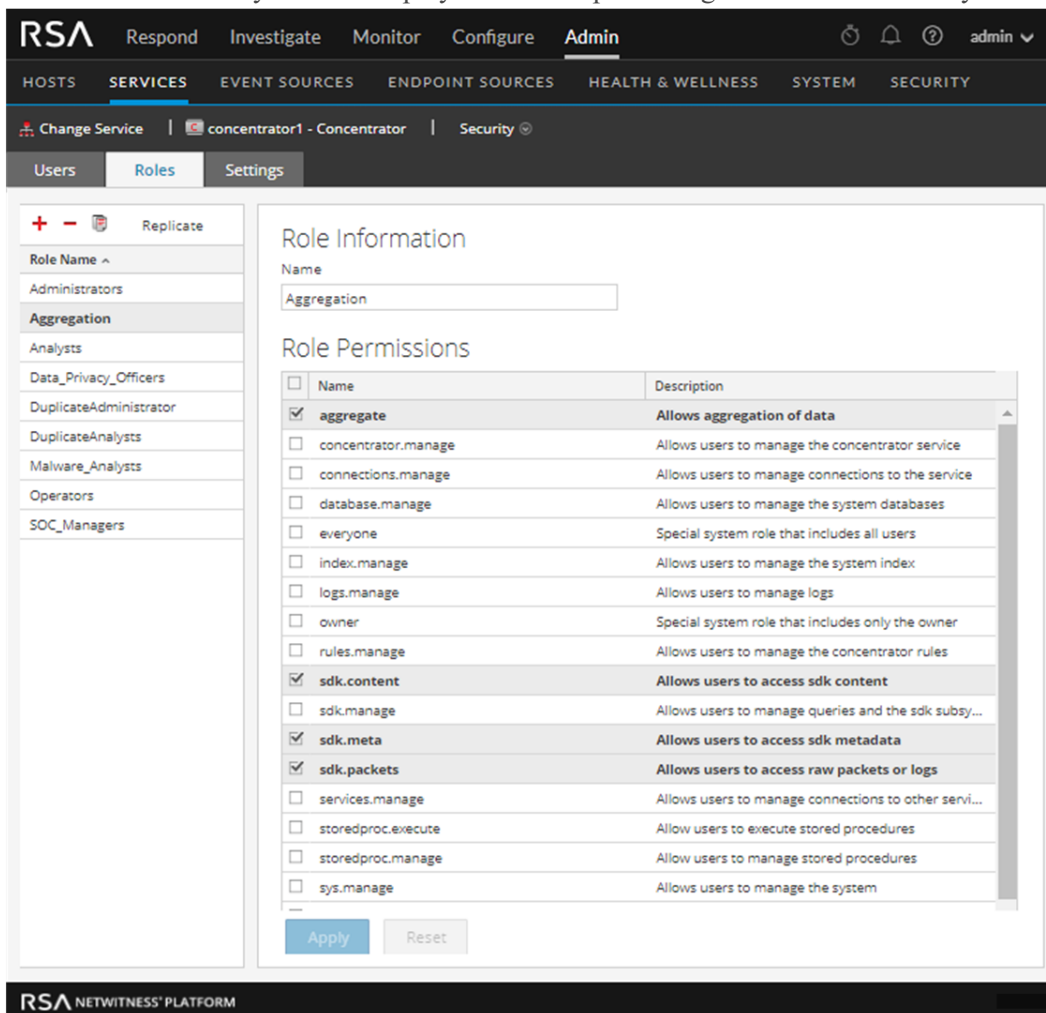 RSA Respond Investigate Monitor Configure Admin admin
HOSTS SERVICES EVENT SOURCES ENDPOINT SOURCES HEALTH & WELLNESS SYSTEM SECURITY
Change Service | concentrator1 - Concentrator | Security
Users Roles Settings
Replicate
Role Name
Administrators
Aggregation
Analysts
Data_Privacy_Officers
DuplicateAdministrator
DuplicateAnalysts
Malware_Analysts
Operators
SOC_Managers
Role Information
Name
Aggregation
Role Permissions
Name Description
aggregate Allows aggregation of data
concentrator.manage Allows users to manage the concentrator service
connections.manage Allows users to manage connections to the service
database.manage Allows users to manage the system databases
everyone Special system role that includes all users
index.manage Allows users to manage the system index
logs.manage Allows users to manage logs
owner Special system role that includes only the owner
rules.manage Allows users to manage the concentrator rules
sdk.content Allows users to access sdk content
sdk.manage Allows users to manage queries and the sdk subsy...
sdk.meta Allows users to access sdk metadata
sdk.packets Allows users to access raw packets or logs
services.manage Allows users to manage connections to other servi...
storedproc.execute Allow users to execute stored procedures
storedproc.manage Allow users to manage stored procedures
sys.manage Allows users to manage the system
Apply Reset
RSA NETWITNESS® PLATFORM